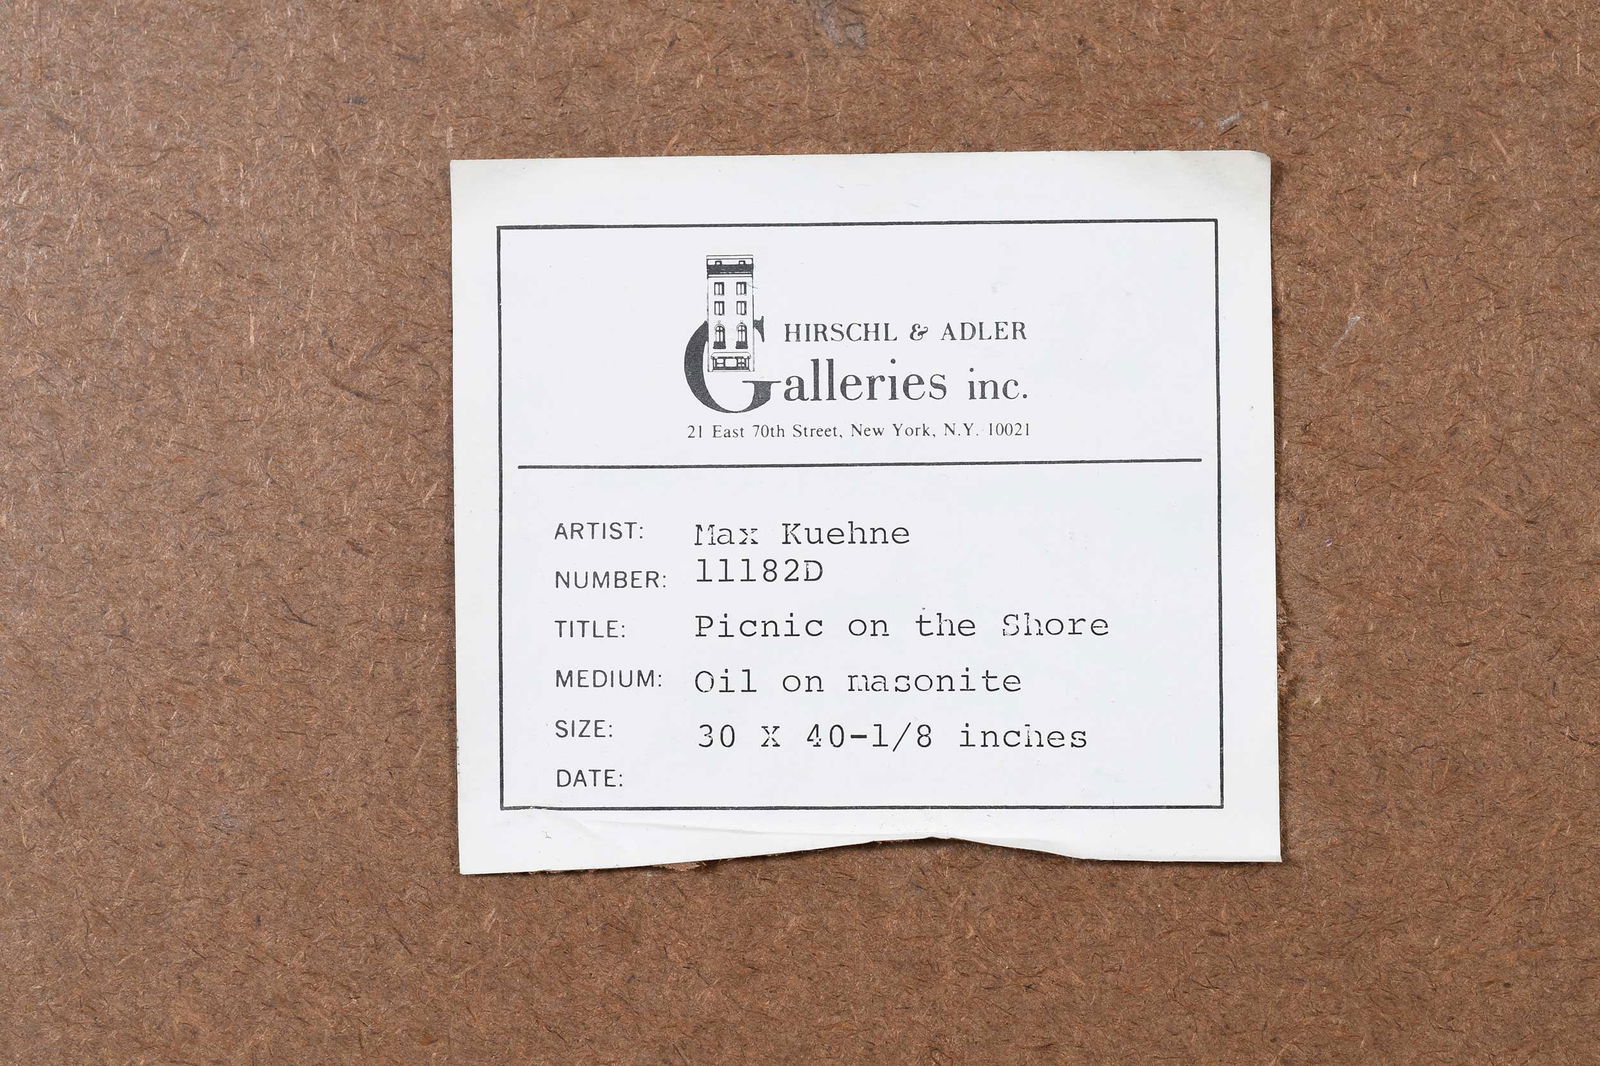 HIRSCHL & ADLER
Galleries inc.
21 East 70th Street, New York, N.Y. 10021
ARTIST: Max Kuehne
NUMBER: 11182D
TITLE: Picnic on the Shore
MEDIUM: Oil on masonite
SIZE: 30 X 40-1/8 inches
DATE: